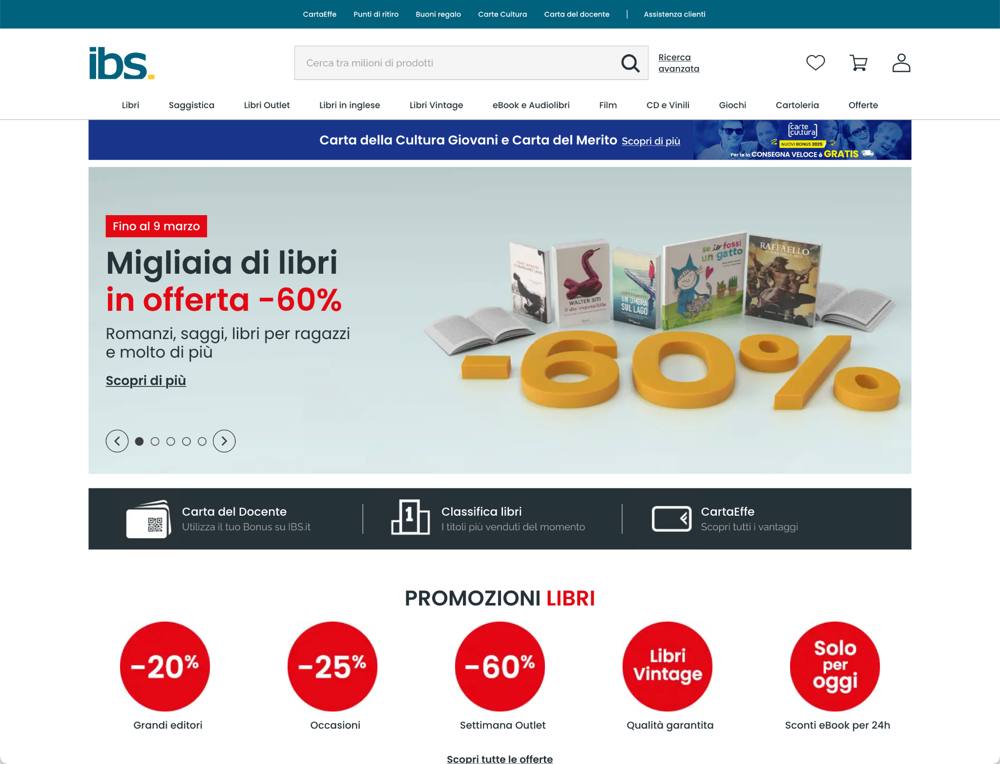 CartaEffe
Punti di ritiro
Buoni regalo
Carte Cultura
Carta del docente
Assistenza clienti
ibs.
Cerca tra milioni di prodotti
Ricerca
avanzata
Libri
Saggistica
Libri Outlet
Libri in inglese
Libri Vintage
eBook e Audiolibri
Film
CD e Vinili
Giochi
Cartoleria
Offerte
Carta della Cultura Giovani e Carta del Merito Scopri di più
carte
cultura
NUOVI BONUS 2025
Per te la CONSEGNA VELOCE è GRATIS
Fino al 9 marzo
Migliaia di libri
in offerta -60%
Romanzi, saggi, libri per ragazzi
e molto di più
Scopri di più
WALTER SITI
il dio impossibile
UN'OMBRA
SUL LAGO
se io fossi
un gatto
RAFFAELLO
-60%
Carta del Docente
Utilizza il tuo Bonus su IBS.it
1
Classifica libri
I titoli più venduti del momento
CartaEffe
Scopri tutti i vantaggi
PROMOZIONI LIBRI
-20%
Grandi editori
-25%
Occasioni
-60%
Settimana Outlet
Libri
Vintage
Qualità garantita
Solo
per
oggi
Sconti eBook per 24h
Scopri tutte le offerte